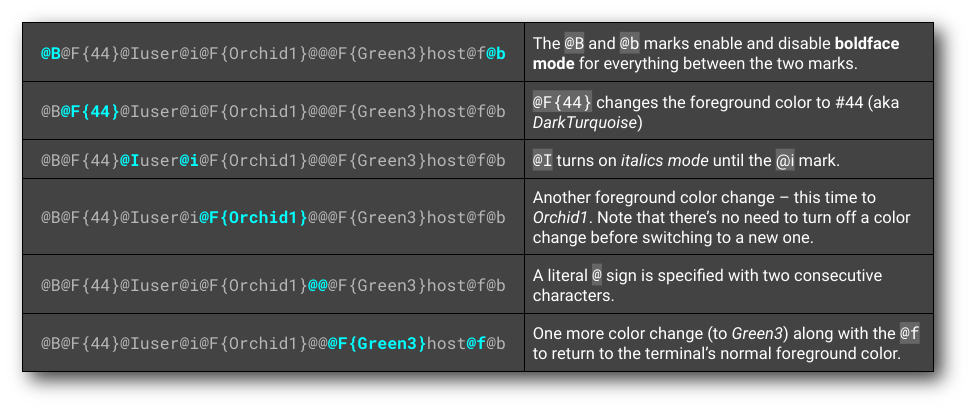 @B@F{44}@Iuser@i@F{Orchid1}@@@F{Green3}host@f@b
The @B and @b marks enable and disable boldface
mode for everything between the two marks.
@B@F{44}@Iuser@i@F{Orchid1}@@@F{Green3}host@f@b
@F{44} changes the foreground color to #44 (aka
DarkTurquoise)
@B@F{44}@Iuser@i@F{Orchid1}@@@F{Green3}host@f@b
@I turns on italics mode until the @i mark.
@B@F{44}@Iuser@i@F{Orchid1}@@@F{Green3}host@f@b
Another foreground color change – this time to
Orchid1. Note that there’s no need to turn off a color
change before switching to a new one.
@B@F{44}@Iuser@i@F{Orchid1}@@@F{Green3}host@f@b
A literal @ sign is specified with two consecutive
characters.
@B@F{44}@Iuser@i@F{Orchid1}@@@F{Green3}host@f@b
One more color change (to Green3) along with the @f
to return to the terminal’s normal foreground color.